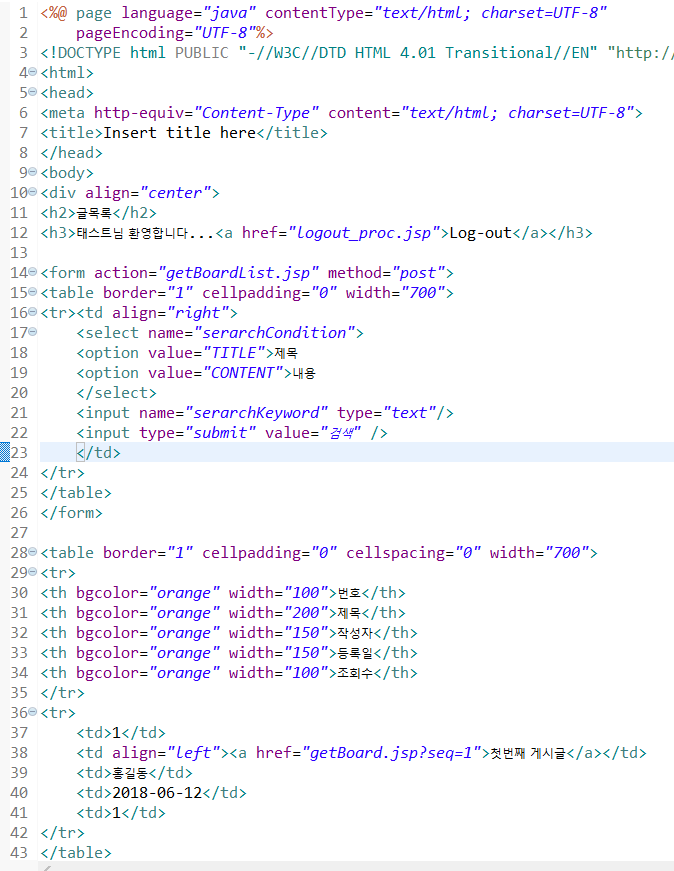 1 <%@ page language="java" contentType="text/html; charset=UTF-8"
2     pageEncoding="UTF-8"%>
3 <!DOCTYPE html PUBLIC "-//W3C//DTD HTML 4.01 Transitional//EN" "http:/
4 <html>
5 <head>
6 <meta http-equiv="Content-Type" content="text/html; charset=UTF-8">
7 <title>Insert title here</title>
8 </head>
9 <body>
10 <div align="center">
11 <h2>글목록</h2>
12 <h3>태스트님 환영합니다...<a href="logout_proc.jsp">Log-out</a></h3>
13
14 <form action="getBoardList.jsp" method="post">
15 <table border="1" cellpadding="0" width="700">
16 <tr><td align="right">
17     <select name="serarchCondition">
18     <option value="TITLE">제목
19     <option value="CONTENT">내용
20     </select>
21     <input name="serarchKeyword" type="text"/>
22     <input type="submit" value="검색" />
23     </td>
24 </tr>
25 </table>
26 </form>
27
28 <table border="1" cellpadding="0" cellspacing="0" width="700">
29 <tr>
30 <th bgcolor="orange" width="100">번호</th>
31 <th bgcolor="orange" width="200">제목</th>
32 <th bgcolor="orange" width="150">작성자</th>
33 <th bgcolor="orange" width="150">등록일</th>
34 <th bgcolor="orange" width="100">조회수</th>
35 </tr>
36 <tr>
37     <td>1</td>
38     <td align="left"><a href="getBoard.jsp?seq=1">첫번째 게시글</a></td>
39     <td>홍길동</td>
40     <td>2018-06-12</td>
41     <td>1</td>
42 </tr>
43 </table>